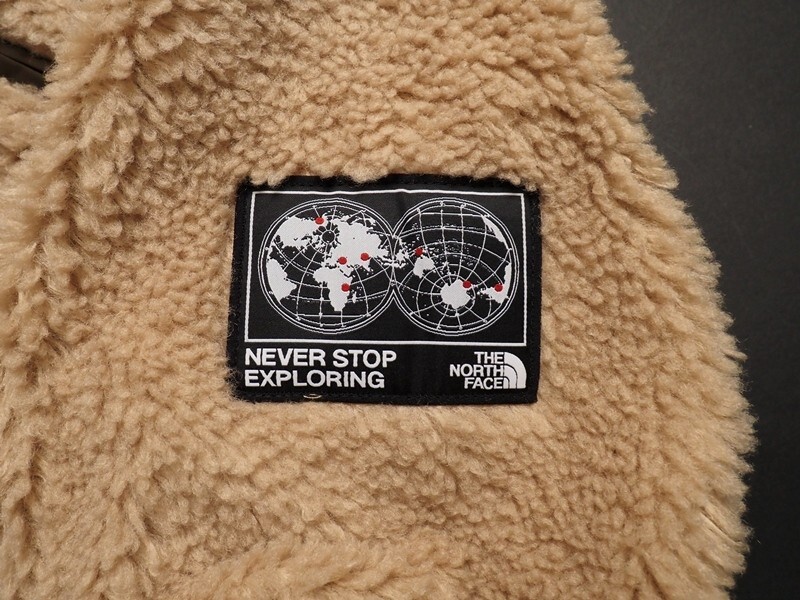 NEVER STOP
EXPLORING
THE
NORTH
FACE